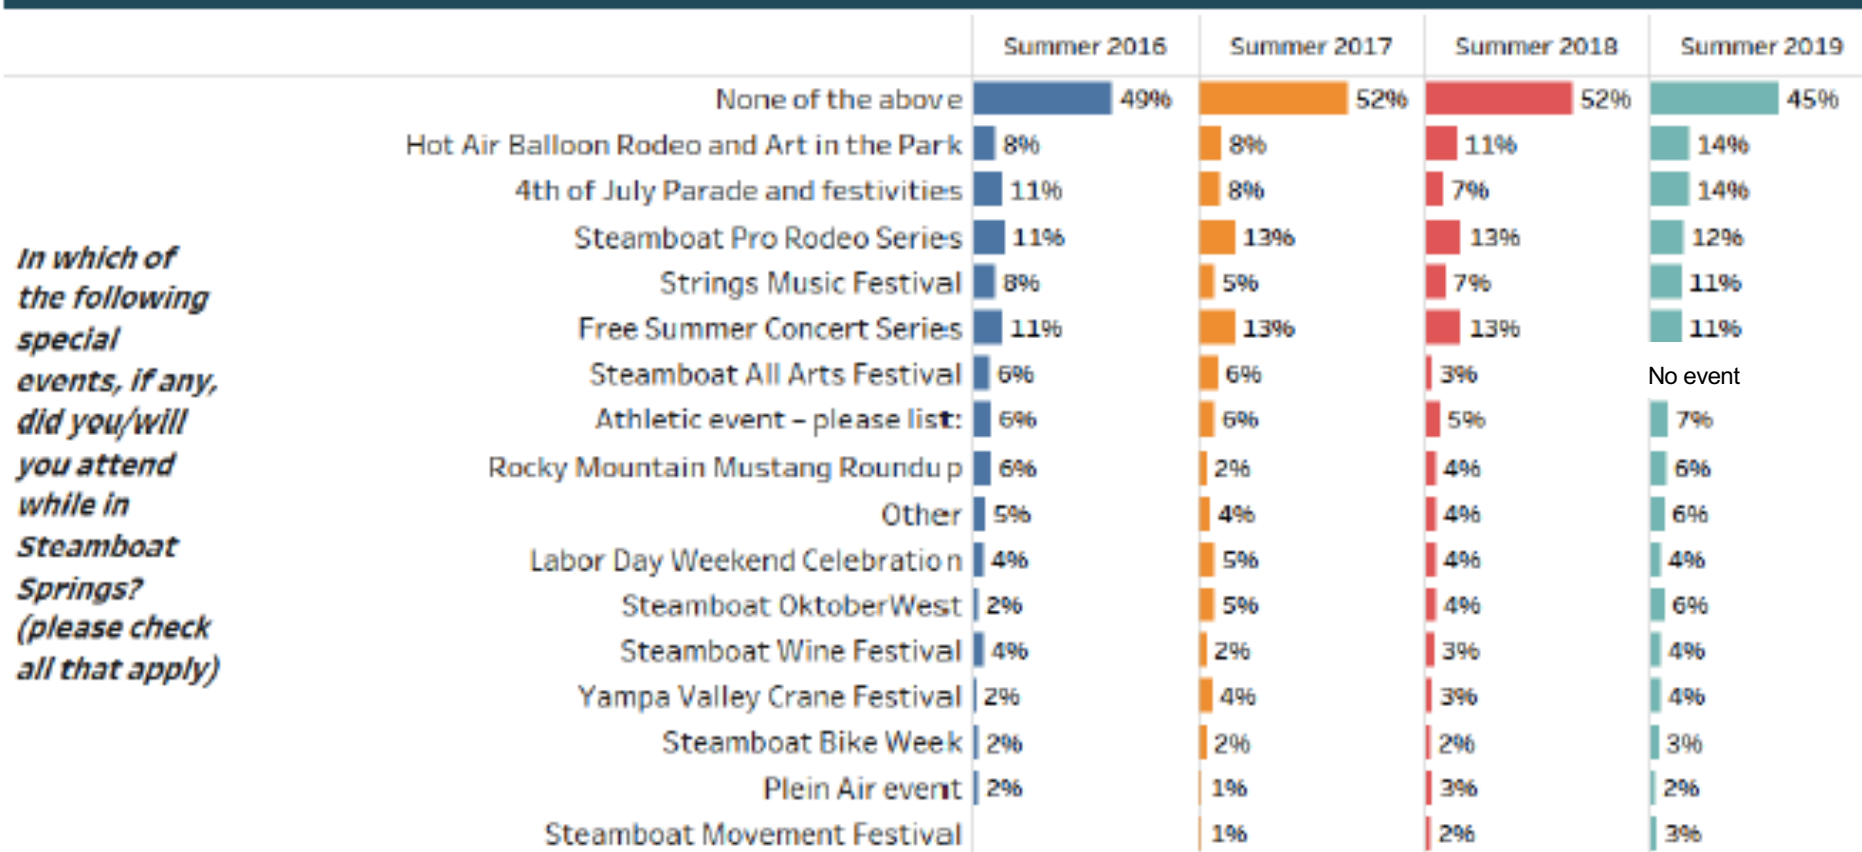 Summer 2016 Summer 2017 Summer 2018 Summer 2019
In which of
the following
special
events, if any,
did you/will
you attend
while in
Steamboat
Springs?
(please check
all that apply)
None of the above 49% 52% 52% 45%
Hot Air Balloon Rodeo and Art in the Park 8% 8% 11% 14%
4th of July Parade and festivities 11% 8% 7% 14%
Steamboat Pro Rodeo Series 11% 13% 13% 12%
Strings Music Festival 8% 5% 7% 11%
Free Summer Concert Series 11% 13% 13% 11%
Steamboat All Arts Festival 6% 6% 3% No event
Athletic event – please list: 6% 6% 5% 7%
Rocky Mountain Mustang Roundup 6% 2% 4% 6%
Other 5% 4% 4% 6%
Labor Day Weekend Celebration 4% 5% 4% 4%
Steamboat OktoberWest 2% 5% 4% 6%
Steamboat Wine Festival 4% 2% 3% 4%
Yampa Valley Crane Festival 2% 4% 3% 4%
Steamboat Bike Week 2% 2% 2% 3%
Plein Air event 2% 1% 3% 2%
Steamboat Movement Festival 1% 2% 3%